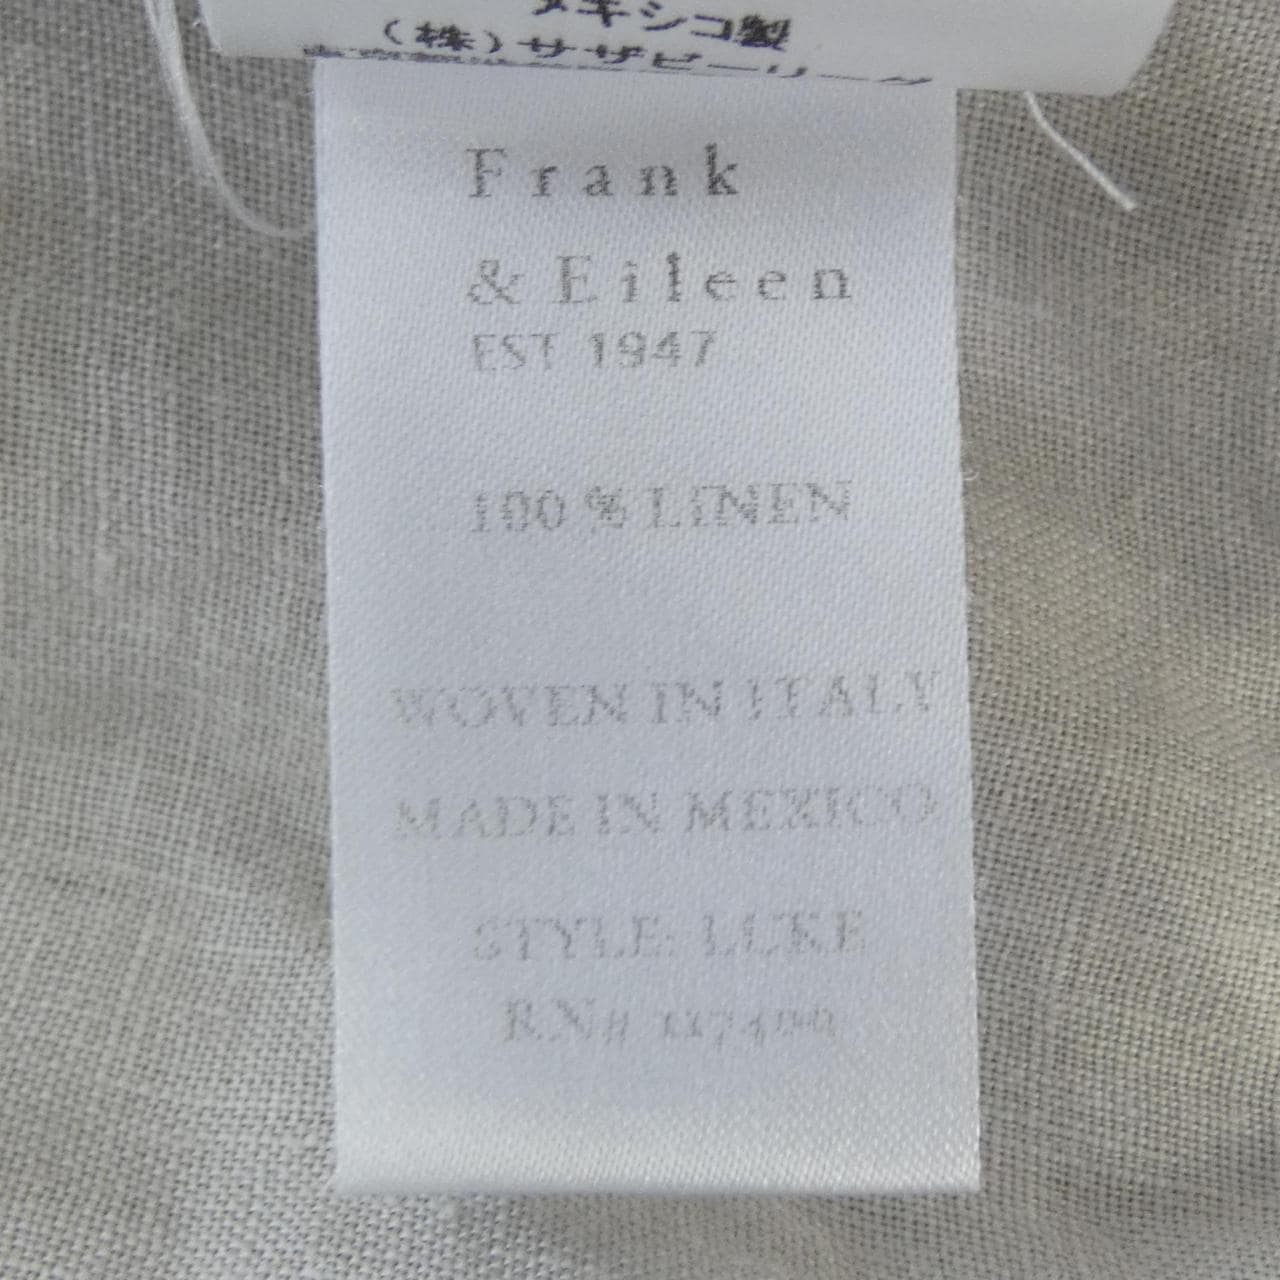 メキシコ製
(株)サザビーリーグ
Frank
& Eileen
EST 1947
100 % LINEN
WOVEN IN ITALY
MADE IN MEXICO
STYLE: LUKE
RN#